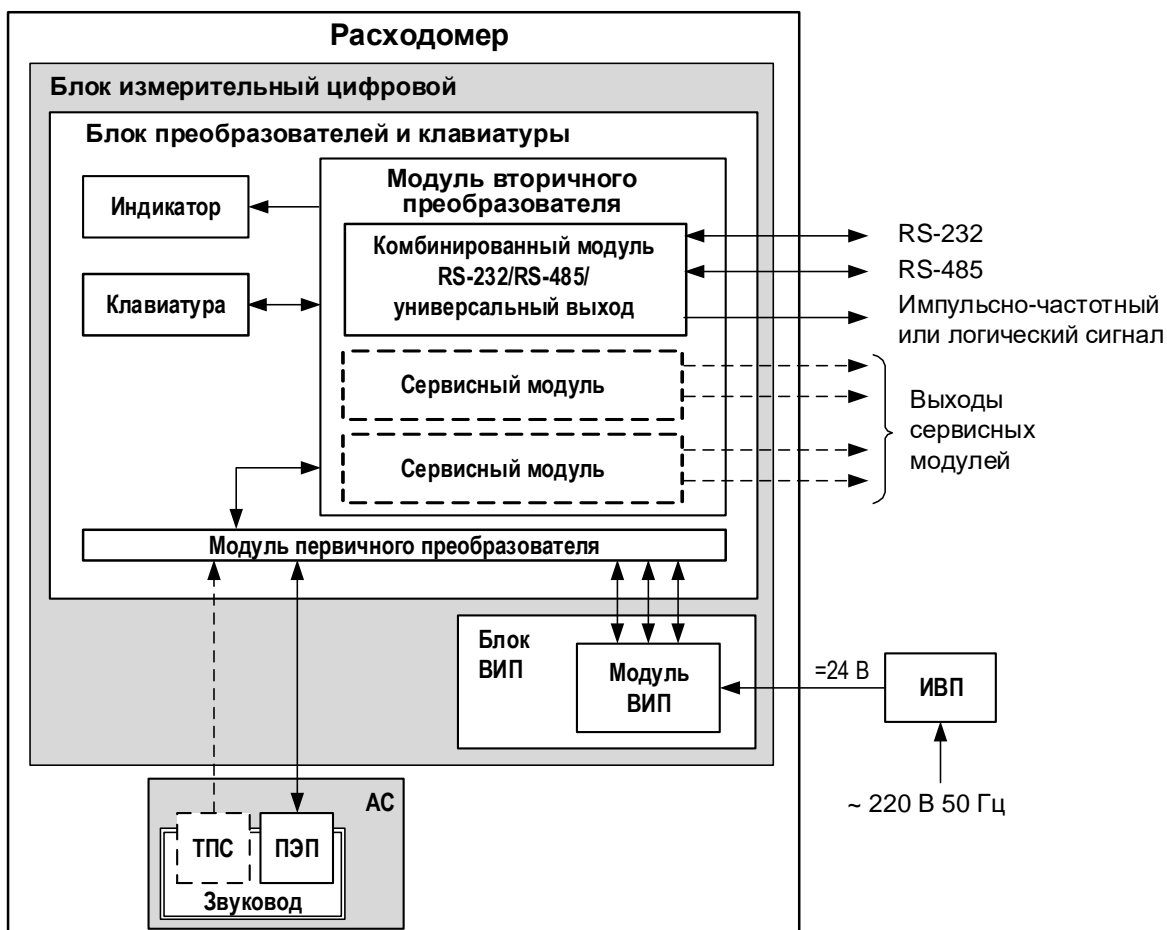 Расходомер
Блок измерительный цифровой
Блок преобразователей и клавиатуры
Модуль вторичного
преобразователя
Индикатор
Комбинированный модуль
RS-232/RS-485/
универсальный выход
RS-232
RS-485
Клавиатура
Импульсно-частотный
или логический сигнал
Сервисный модуль
Сервисный модуль
Выходы
сервисных
модулей
Модуль первичного преобразователя
Блок
ВИП
Модуль
ВИП
=24 В
ИВП
~ 220 В 50 Гц
АС
ТПС
ПЭП
Звуковод